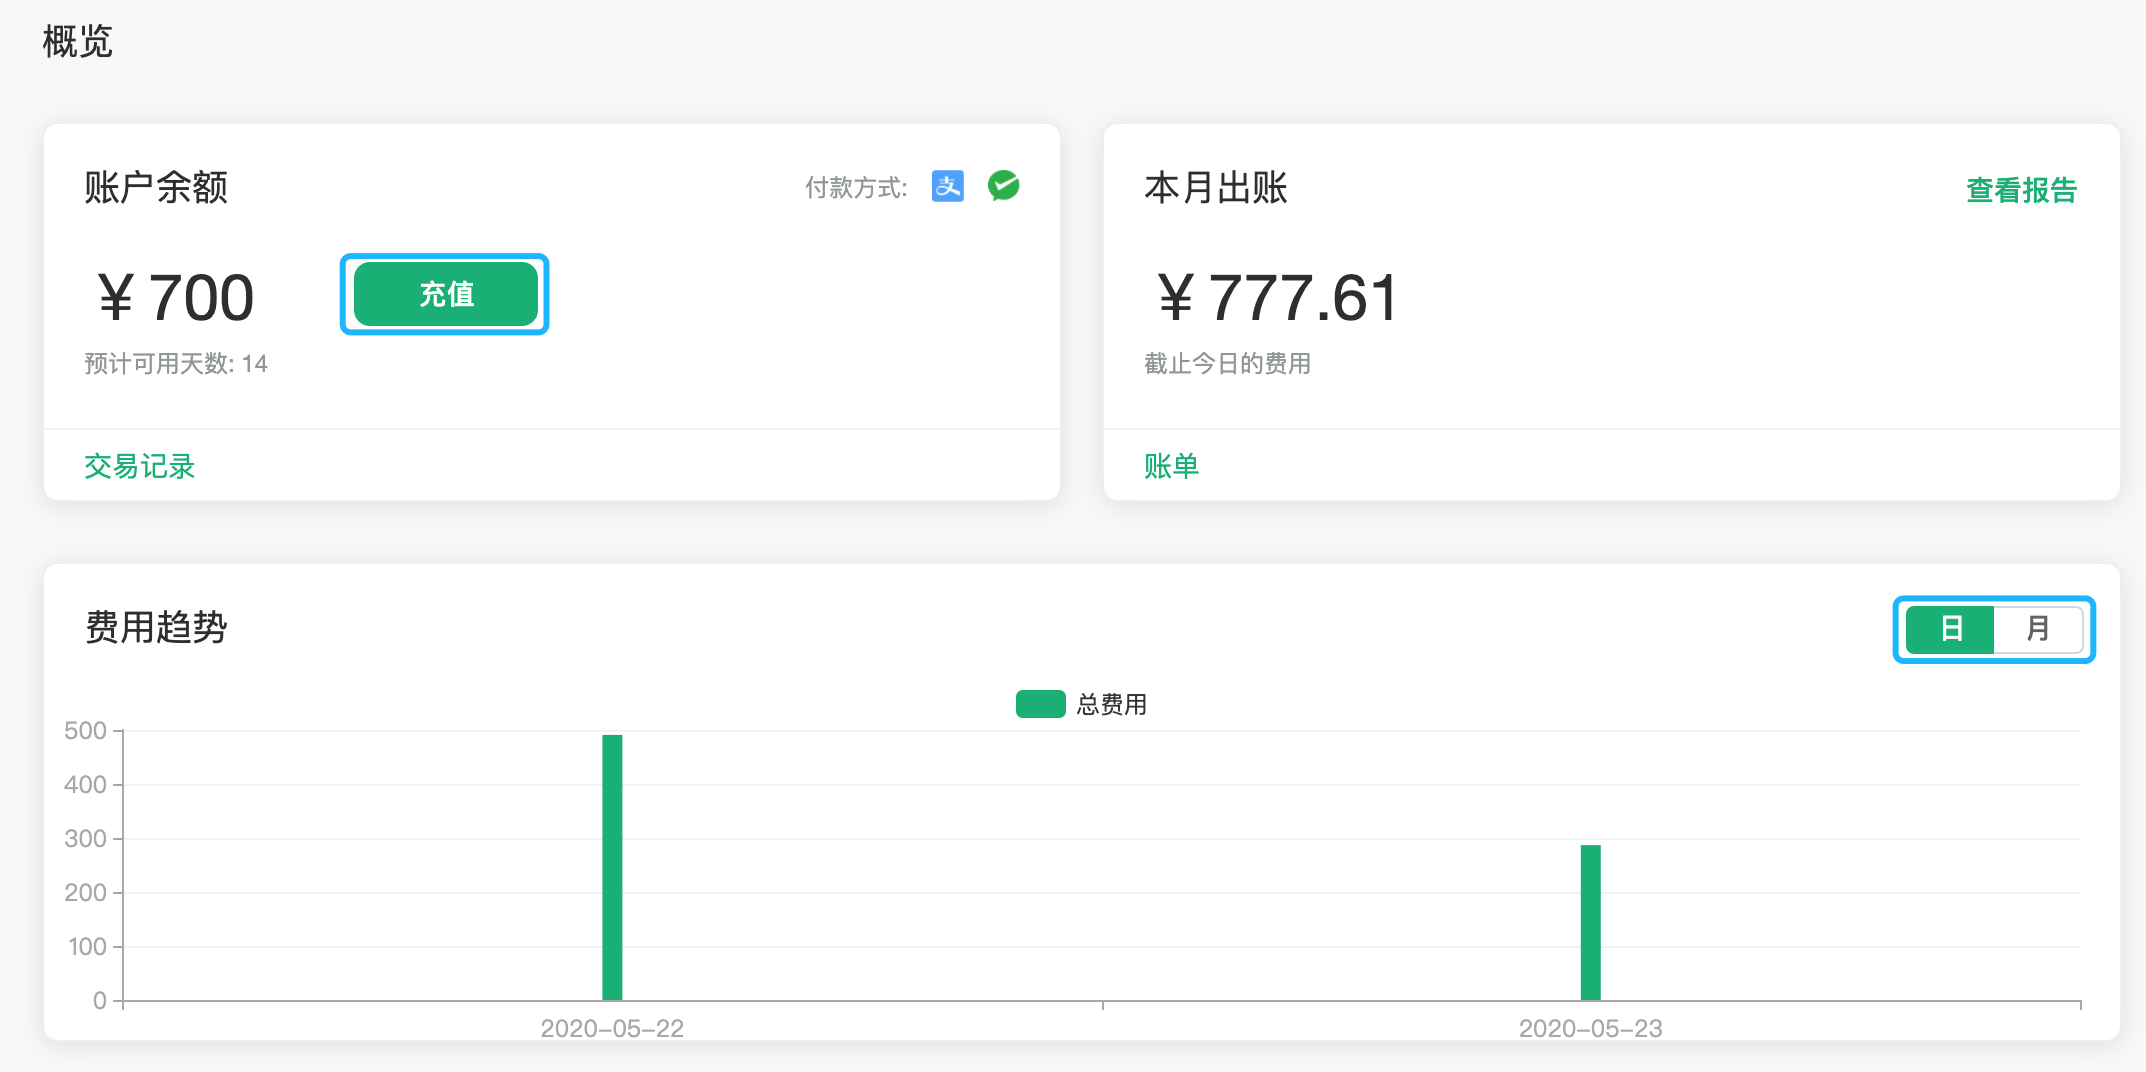 概览
账户余额
付款方式: 支
¥ 700
充值
预计可用天数: 14
交易记录
本月出账
查看报告
¥ 777.61
截止今日的费用
账单
费用趋势
日 月
总费用
500
400
300
200
100
0
2020-05-22
2020-05-23